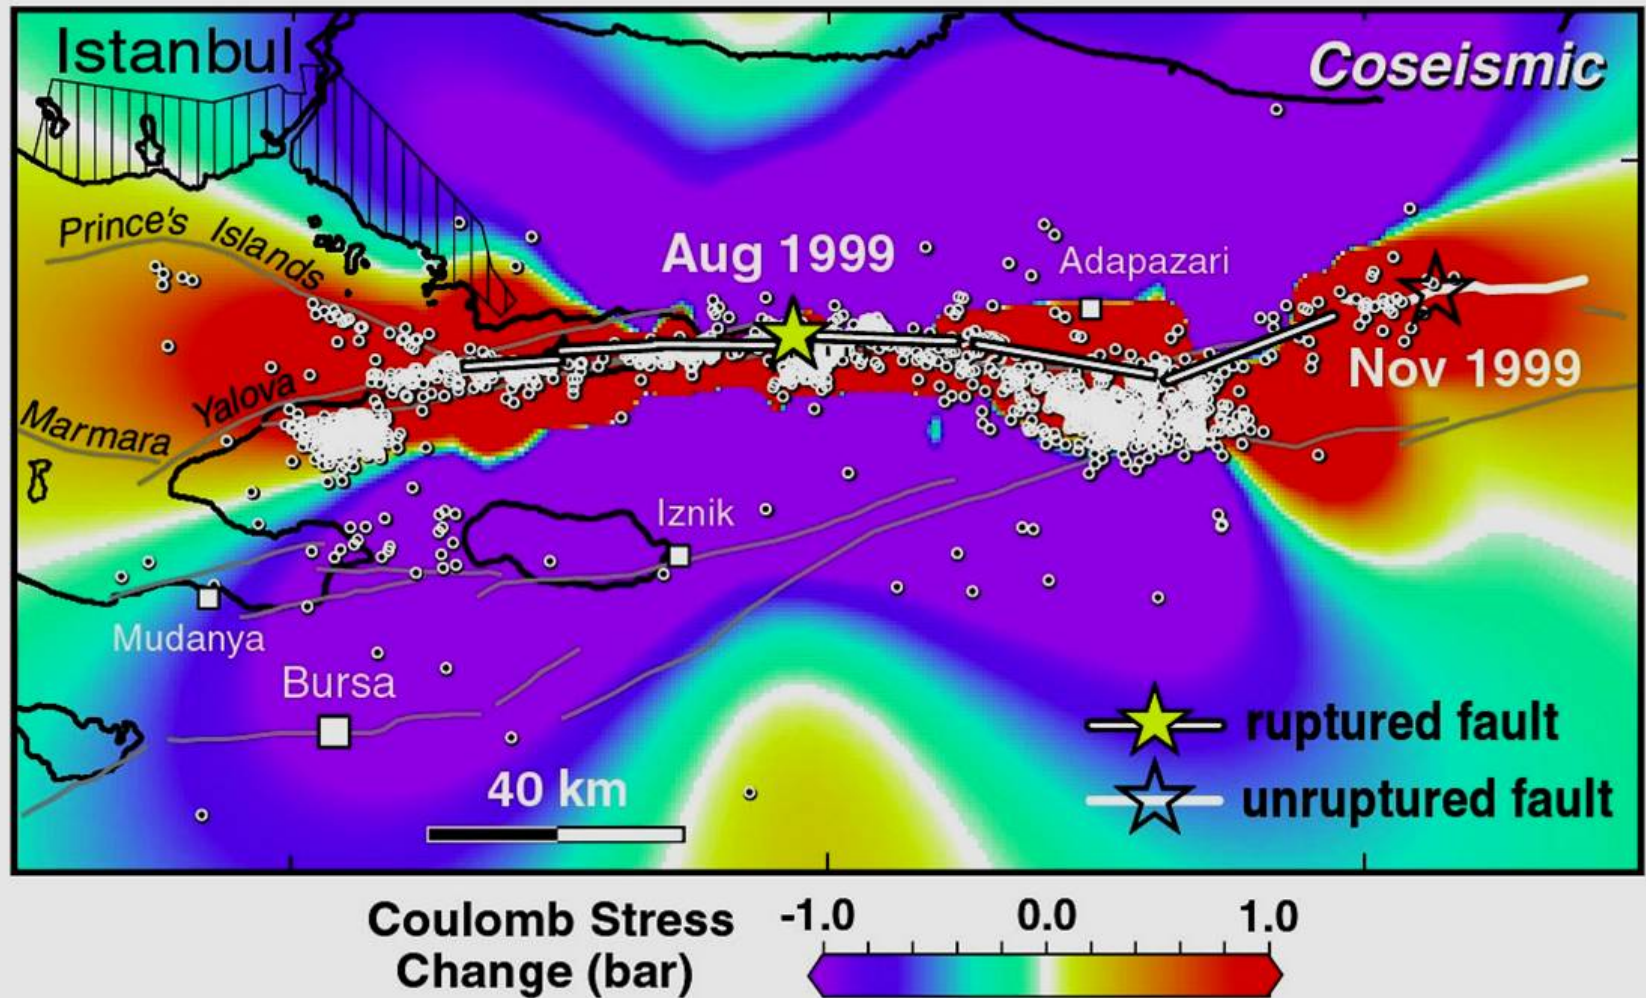 Istanbul
Coseismic
Prince's Islands
Aug 1999
Adapazari
Nov 1999
Yalova
Marmara
Iznik
Mudanya
Bursa
ruptured fault
40 km
unruptured fault
Coulomb Stress
Change (bar)
-1.0 0.0 1.0